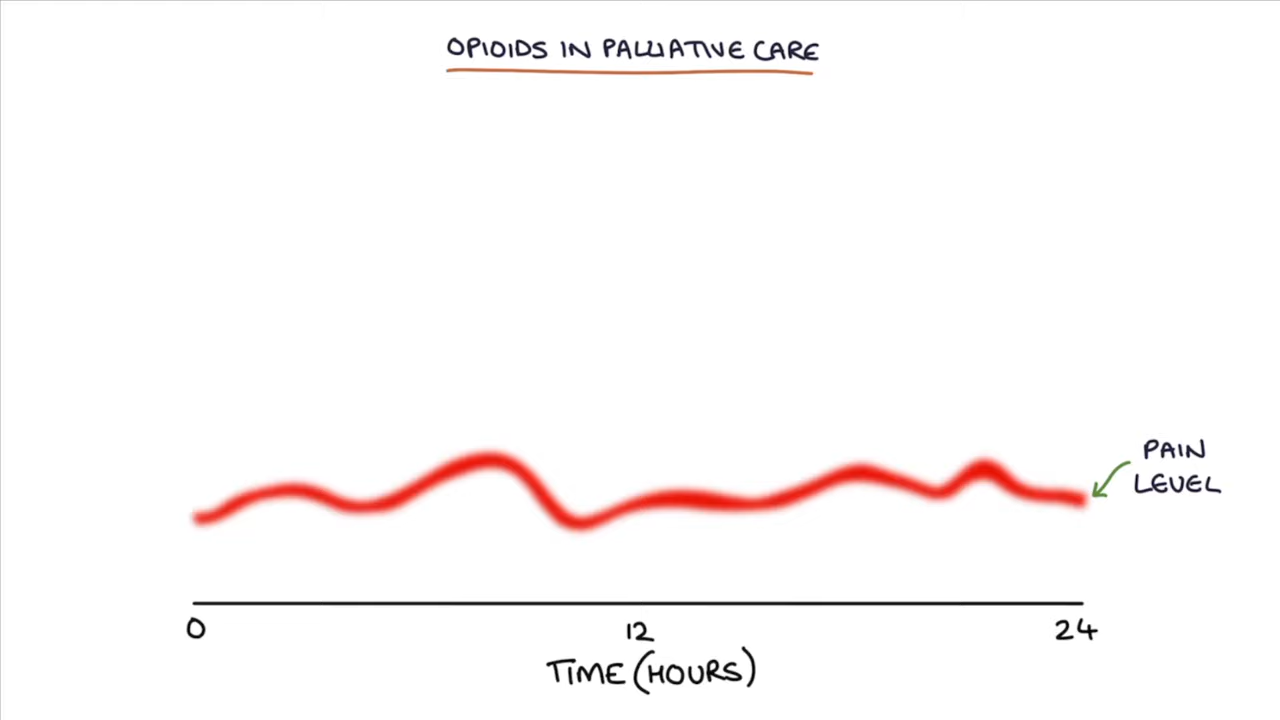 OPIOIDS IN PALLIATIVE CARE
PAIN
LEVEL
0 12 24
TIME (HOURS)